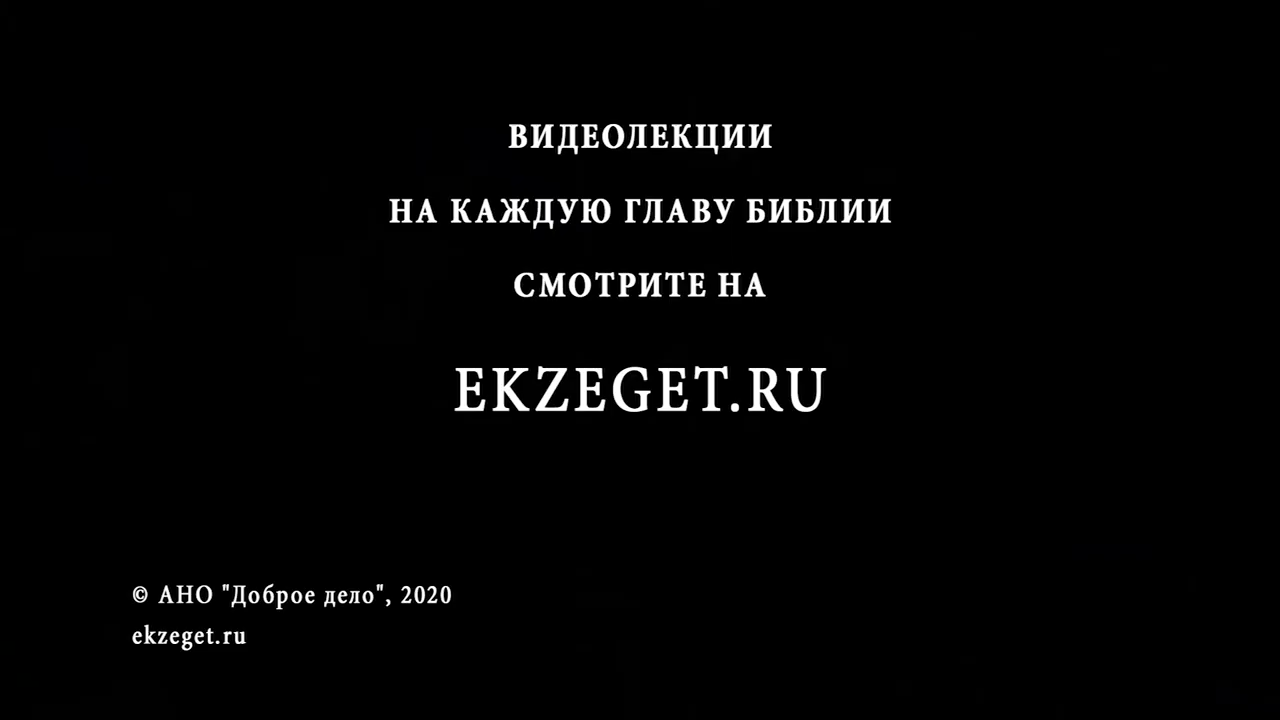 ВИДЕОЛЕКЦИИ
НА КАЖДУЮ ГЛАВУ БИБЛИИ
СМОТРИТЕ НА
EKZEGET.RU
© АНО "Доброе дело", 2020
ekzeget.ru